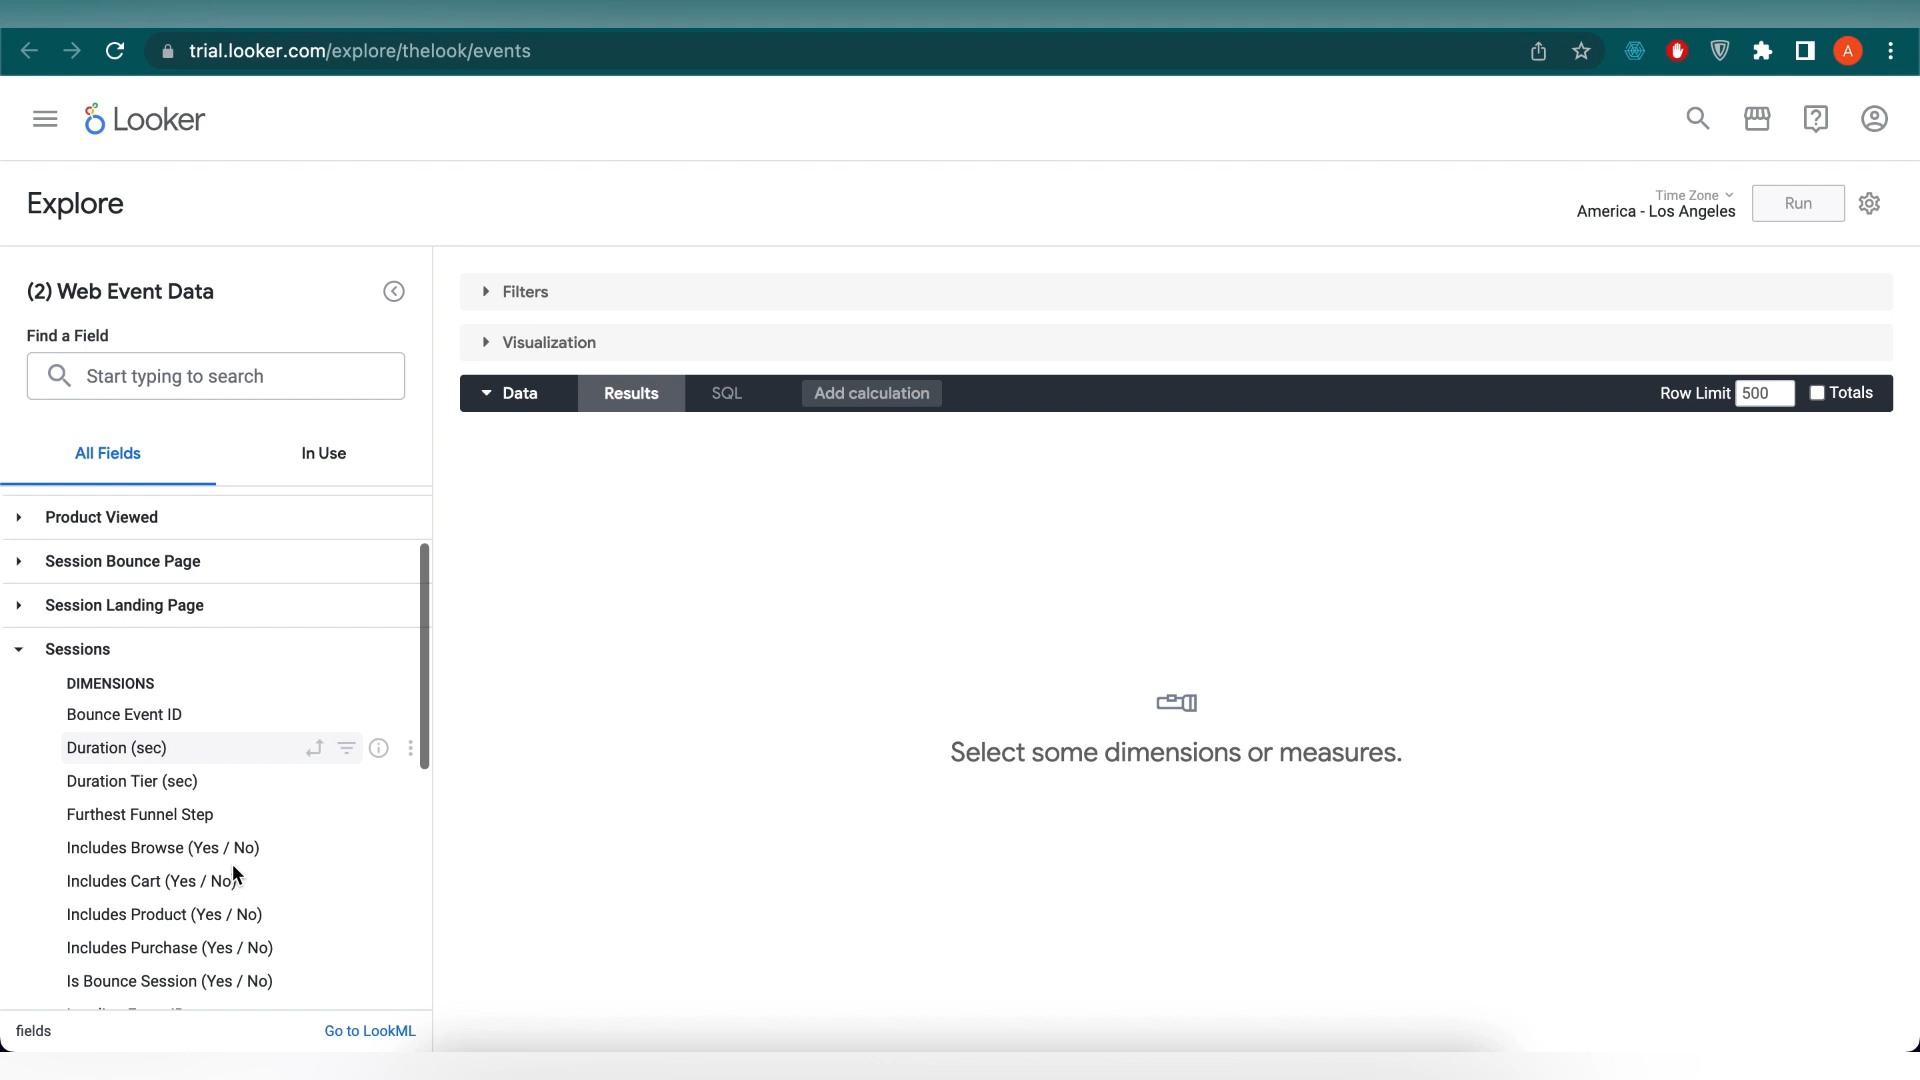 trial.looker.com/explore/thelook/events
A
Looker
Explore
Time Zone
America - Los Angeles
Run
(2) Web Event Data
Find a Field
Start typing to search
All Fields
In Use
Product Viewed
Session Bounce Page
Session Landing Page
Sessions
DIMENSIONS
Bounce Event ID
Duration (sec)
Duration Tier (sec)
Furthest Funnel Step
Includes Browse (Yes / No)
Includes Cart (Yes / No)
Includes Product (Yes / No)
Includes Purchase (Yes / No)
Is Bounce Session (Yes / No)
fields
Go to LookML
Filters
Visualization
Data
Results
SQL
Add calculation
Row Limit 500
Totals
Select some dimensions or measures.